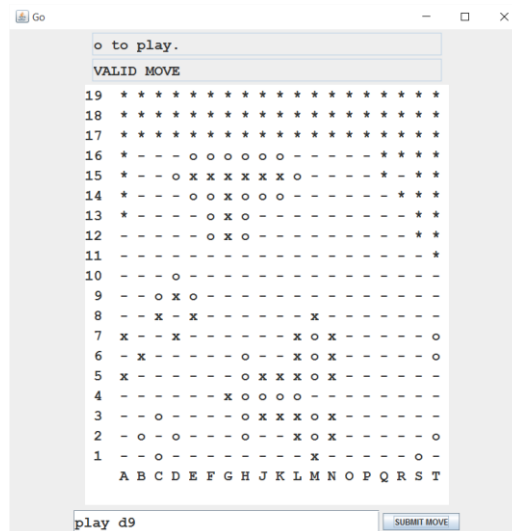 Go
o to play.
VALID MOVE
19 * * * * * * * * * * * * * * * * * * *
18 * * * * * * * * * * * * * * * * * * *
17 * * * * * * * * * * * * * * * * * * *
16 * - - - o o o o o o - - - - - * * * *
15 * - - o x x x x x x o - - - - * - * *
14 * - - - o o x o o o - - - - - - * * *
13 * - - - - o x o - - - - - - - - - * *
12 - - - - - o x o - - - - - - - - - * *
11 - - - - - - - - - - - - - - - - - - *
10 - - - o - - - - - - - - - - - - - - -
9 - - o x o - - - - - - - - - - - - - -
8 - - x - x - - - - - - x - - - - - - -
7 x - - x - - - - - - x o x - - - - - o
6 - x - - - - - o - - x o x - - - - - o
5 x - - - - - - o x x x o x - - - - - -
4 - - - - - - x o o o o - - - - - - - -
3 - - o - - - - o x x x o x - - - - - -
2 - o - o - - - o - - x o x - - - - - o
1 - - o - - - - - - - - x - - - - - o -
A B C D E F G H J K L M N O P Q R S T
play d9
SUBMIT MOVE